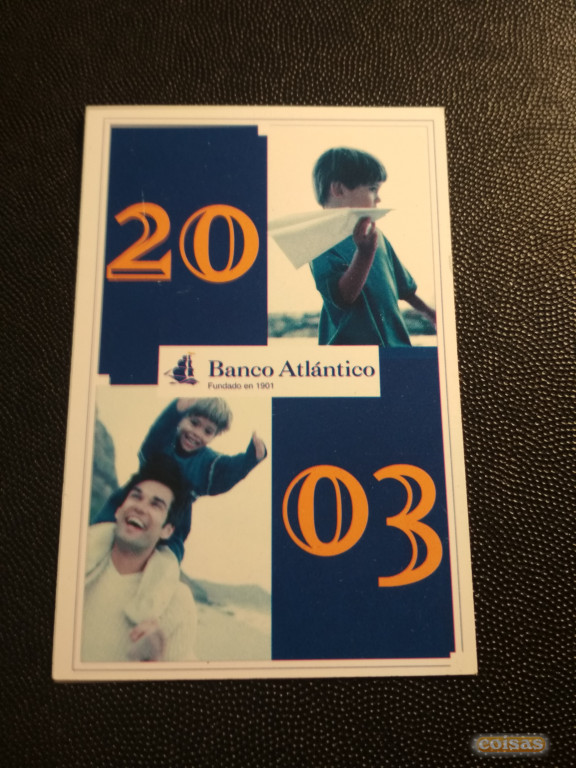 20
Banco Atlántico
Fundado en 1901
03
coisas